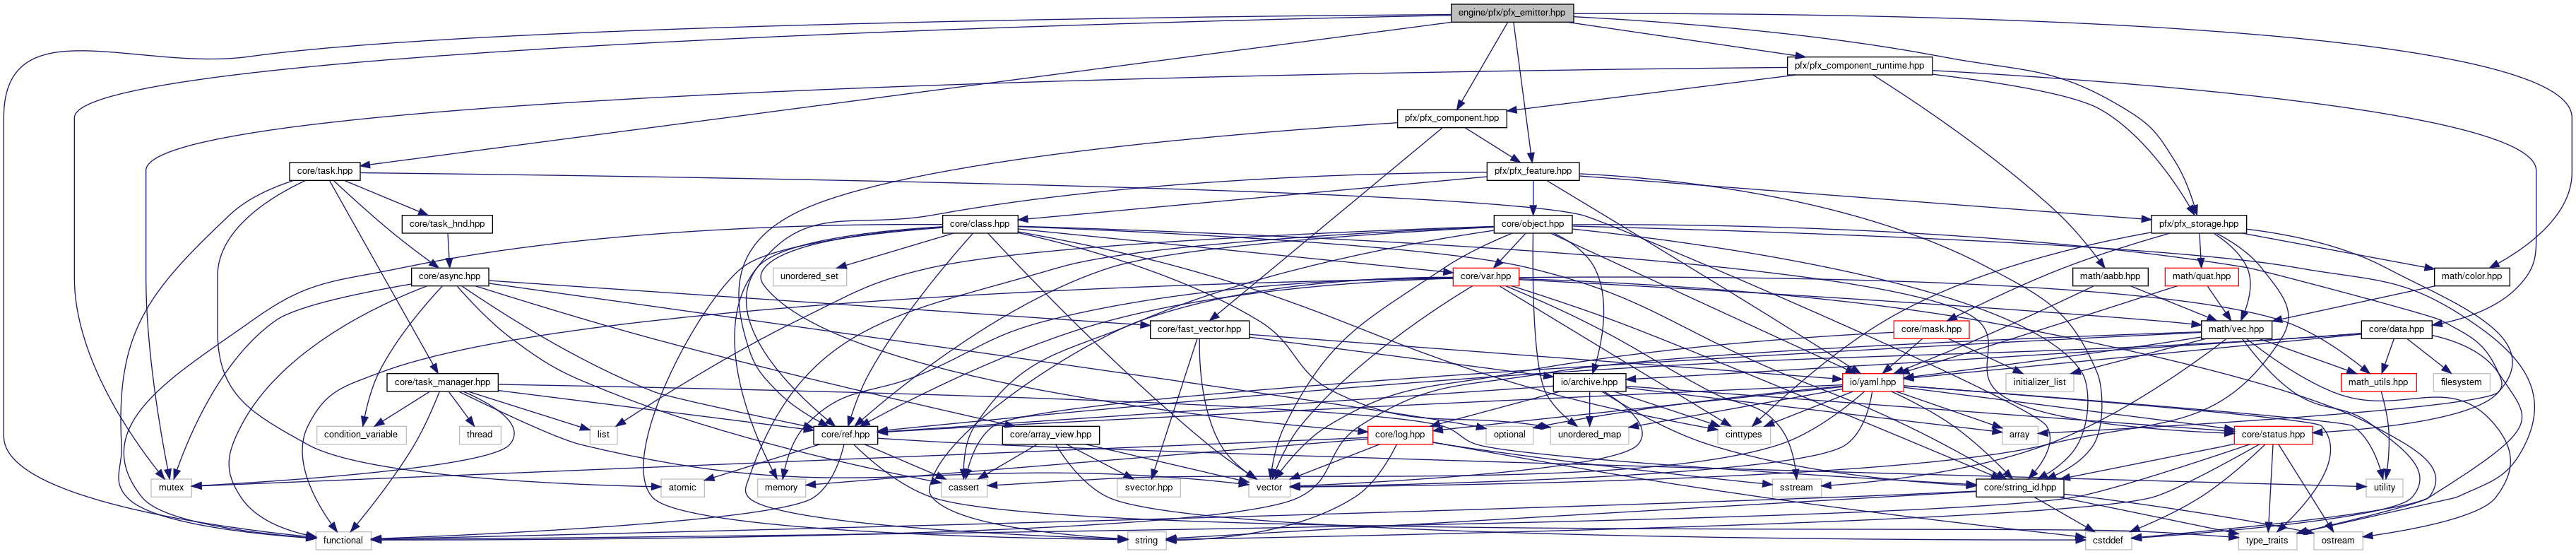 engine/pfx/pfx_emitter.hpp
pfx/pfx_component_runtime.hpp
pfx/pfx_component.hpp
core/task.hpp
pfx/pfx_feature.hpp
core/task_hnd.hpp
core/class.hpp
core/object.hpp
pfx/pfx_storage.hpp
core/async.hpp
unordered_set
core/var.hpp
math/aabb.hpp
math/quat.hpp
math/color.hpp
core/fast_vector.hpp
core/mask.hpp
math/vec.hpp
core/data.hpp
core/task_manager.hpp
io/archive.hpp
io/yaml.hpp
initializer_list
math_utils.hpp
filesystem
condition_variable
thread
list
core/ref.hpp
core/array_view.hpp
core/log.hpp
optional
unordered_map
cinttypes
array
core/status.hpp
mutex
atomic
memory
cassert
svector.hpp
vector
sstream
core/string_id.hpp
utility
functional
string
cstddef
type_traits
ostream